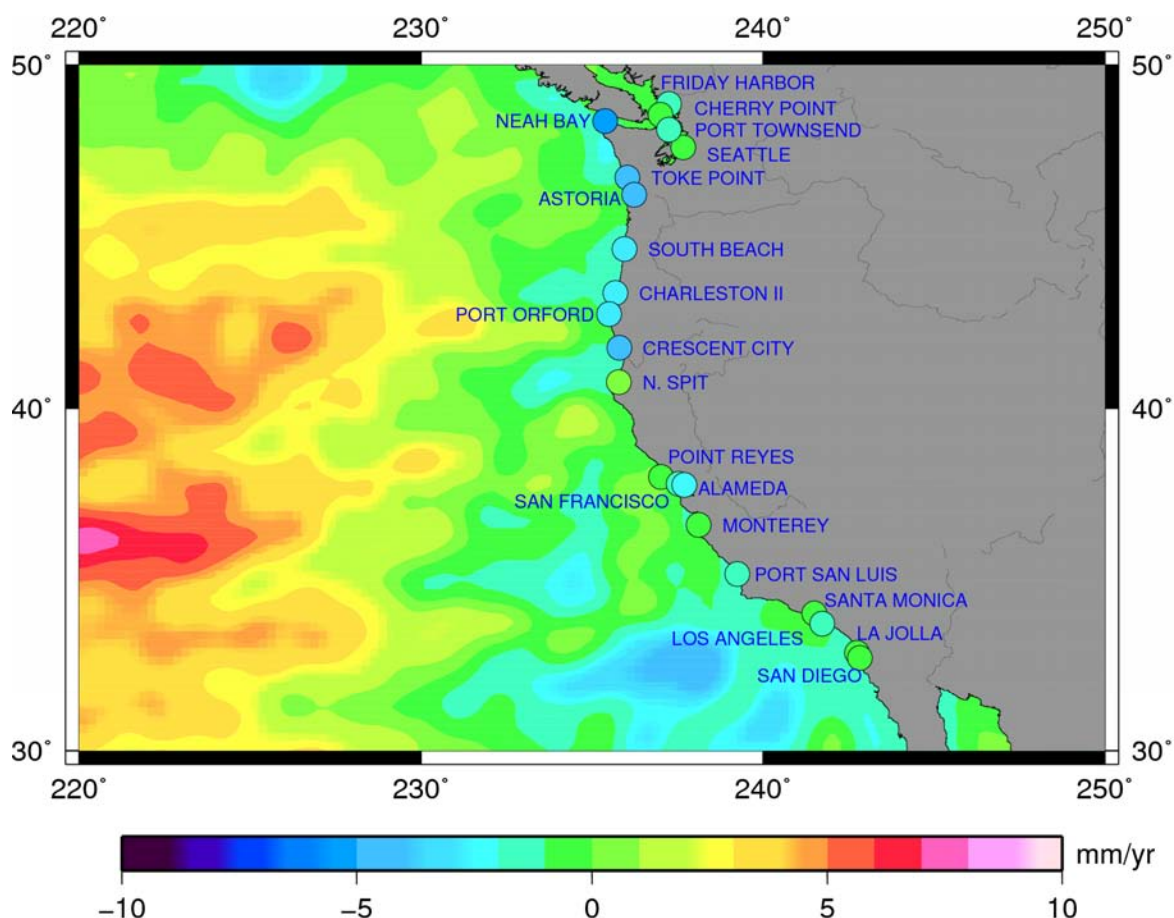 220° 230° 240° 250°
50° 50°
FRIDAY HARBOR
CHERRY POINT
NEAH BAY
PORT TOWNSEND
SEATTLE
TOKE POINT
ASTORIA
SOUTH BEACH
CHARLESTON II
PORT ORFORD
CRESCENT CITY
N. SPIT
40° 40°
POINT REYES
ALAMEDA
SAN FRANCISCO
MONTEREY
PORT SAN LUIS
SANTA MONICA
LOS ANGELES
LA JOLLA
SAN DIEGO
30° 30°
220° 230° 240° 250°
mm/yr
−10 −5 0 5 10